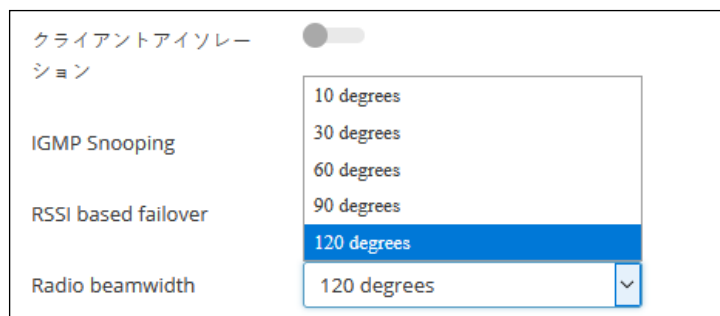 クライアントアイソレー
ション
10 degrees
IGMP Snooping
30 degrees
60 degrees
RSSI based failover
90 degrees
120 degrees
Radio beamwidth
120 degrees